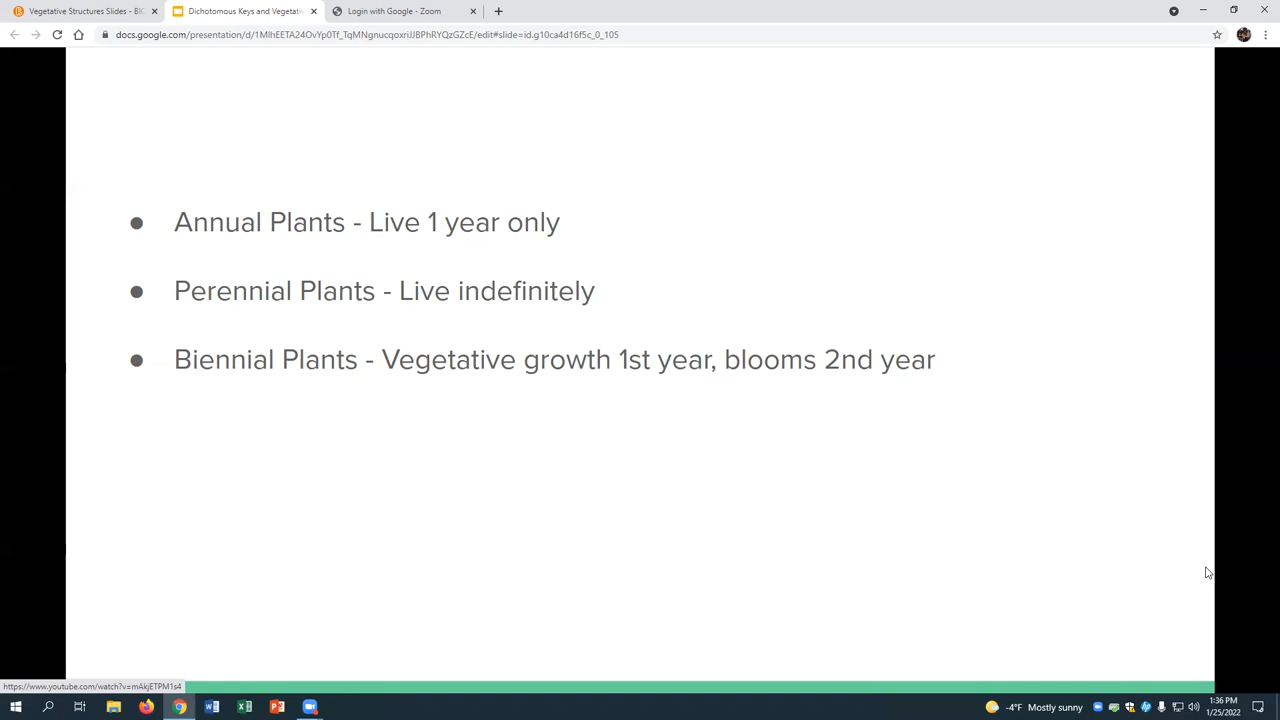 Vegetative Structures Slides - BIO
Dichotomous Keys and Vegetativ
Login with Google - Zoom
docs.google.com/presentation/d/1MlhEETA24OvYp0Tf_TqMNgnucqoxriJJBPhRYQzGZcE/edit#slide=id.g10ca4d16f5c_0_105
● Annual Plants - Live 1 year only
● Perennial Plants - Live indefinitely
● Biennial Plants - Vegetative growth 1st year, blooms 2nd year
https://www.youtube.com/watch?v=mAkjETPM1s4
-4°F Mostly sunny
1:36 PM
1/25/2022